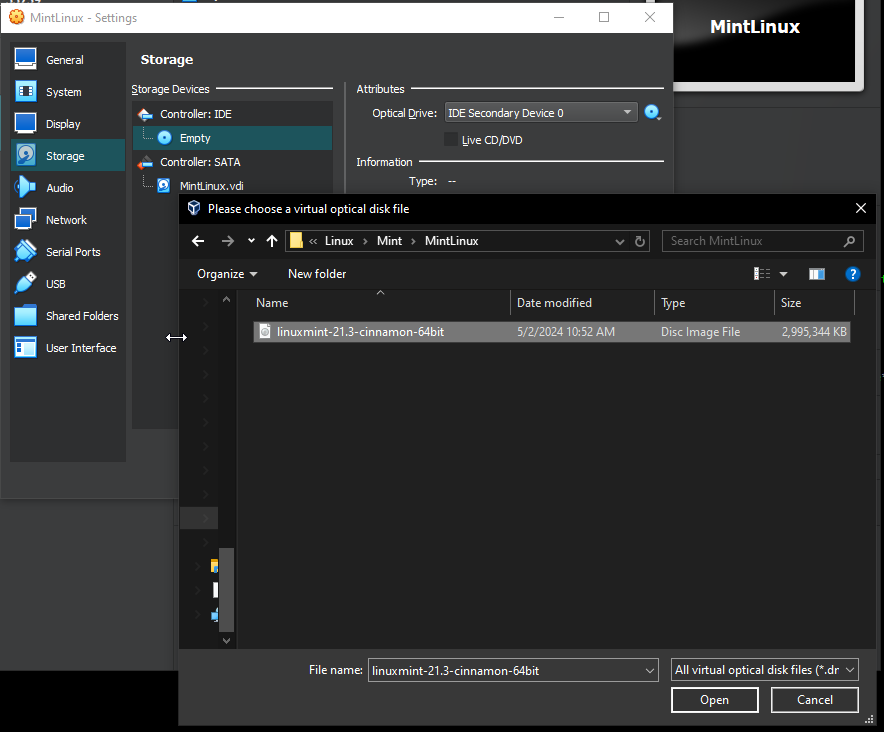 MintLinux - Settings
MintLinux
General
System
Display
Storage
Audio
Network
Serial Ports
USB
Shared Folders
User Interface
Storage
Storage Devices
Controller: IDE
Empty
Controller: SATA
MintLinux.vdi
Attributes
Optical Drive: IDE Secondary Device 0
Live CD/DVD
Information
Type: --
Please choose a virtual optical disk file
« Linux › Mint › MintLinux
Search MintLinux
Organize New folder
Name Date modified Type Size
linuxmint-21.3-cinnamon-64bit 5/2/2024 10:52 AM Disc Image File 2,995,344 KB
File name: linuxmint-21.3-cinnamon-64bit All virtual optical disk files (*.dr
Open Cancel